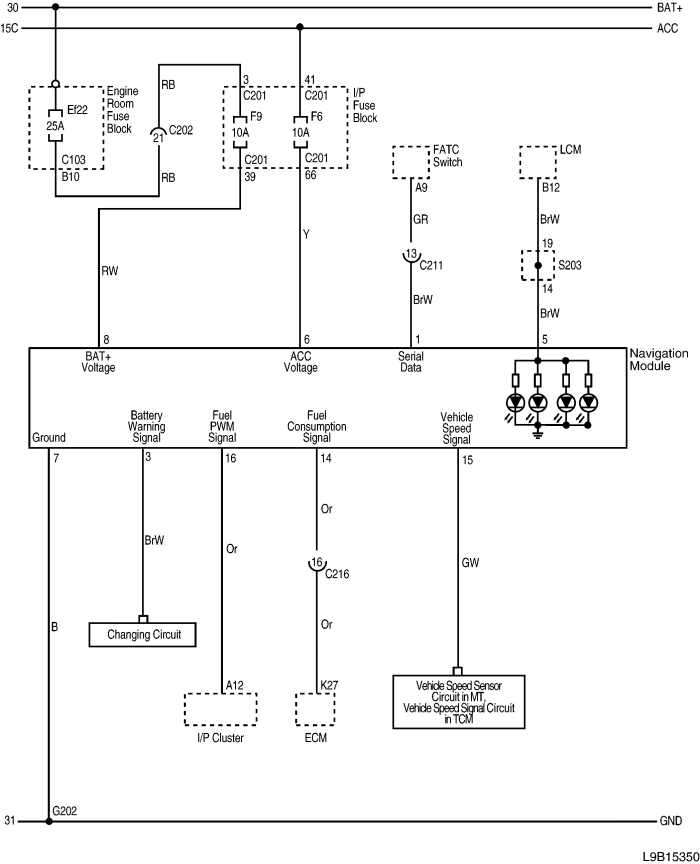 30
BAT+
15C
ACC
RB
3
41
Engine
Room
Fuse
Block
C201
C201
I/P
Fuse
Block
Ef22
25A
21
C202
F9
10A
F6
10A
C103
B10
RB
C201
C201
39
66
FATC
Switch
LCM
A9
B12
GR
BrW
Y
13
C211
19
S203
14
RW
BrW
BrW
8
6
1
5
BAT+
Voltage
ACC
Voltage
Serial
Data
Navigation
Module
Ground
Battery
Warning
Signal
Fuel
PWM
Signal
Fuel
Consumption
Signal
Vehicle
Speed
Signal
7
3
16
14
15
Or
BrW
Or
16
C216
GW
B
Or
Changing Circuit
A12
K27
I/P Cluster
ECM
Vehicle Speed Sensor
Circuit in MT,
Vehicle Speed Signal Circuit
in TCM
G202
31
GND
L9B15350